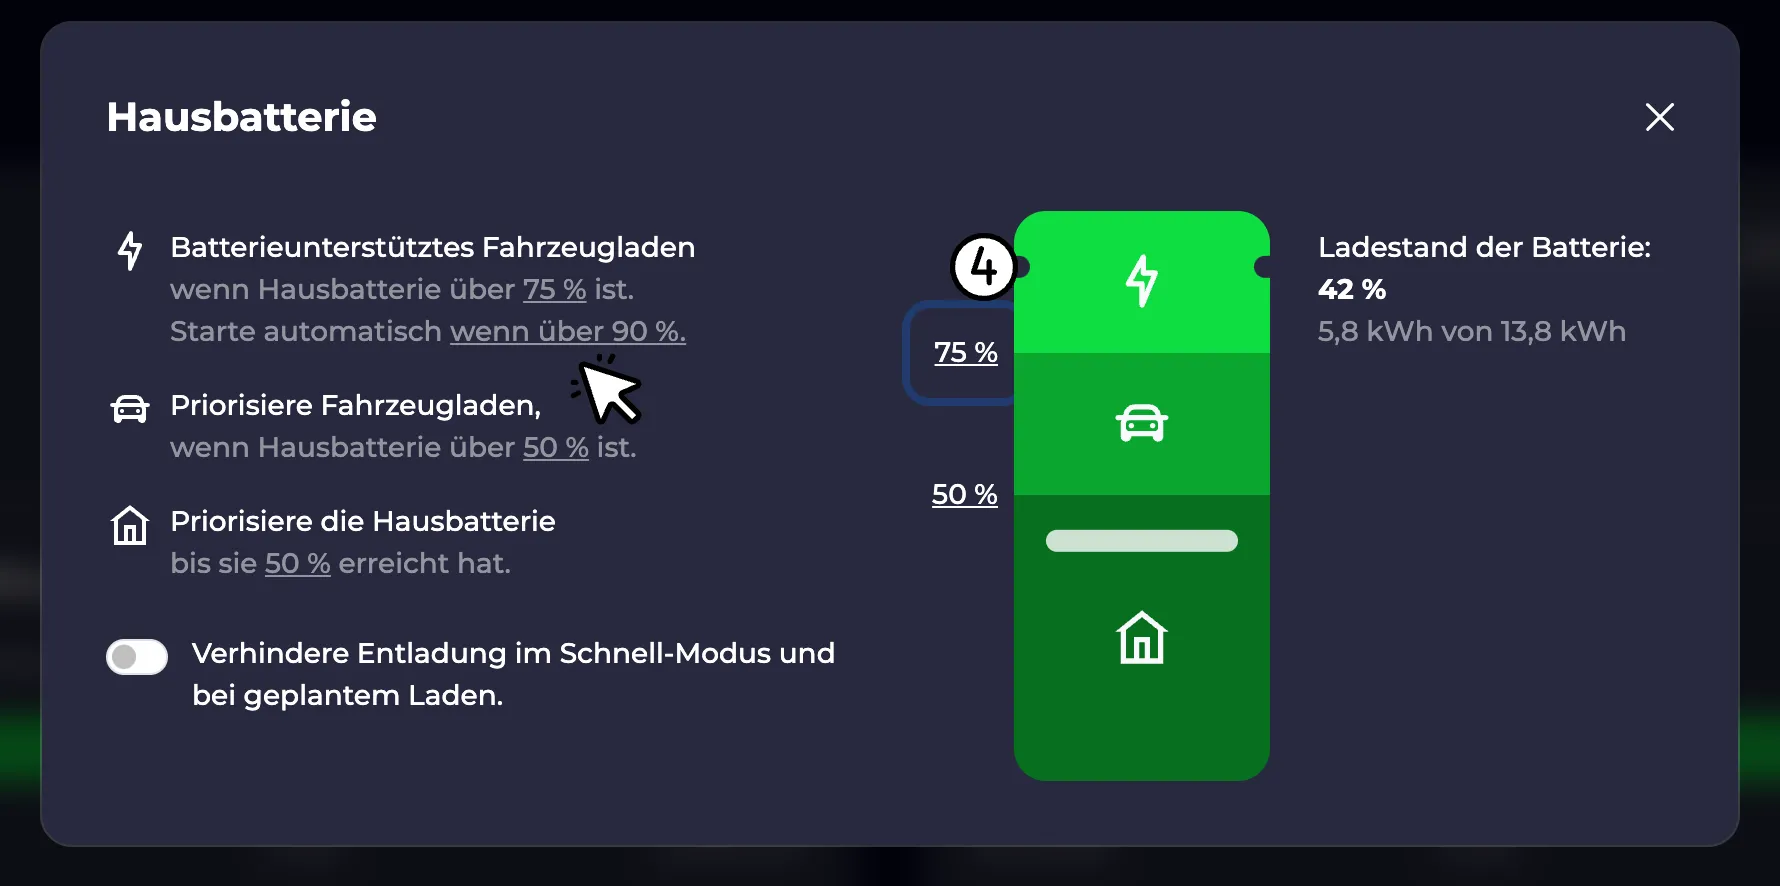 Hausbatterie
Batterieunterstütztes Fahrzeugladen
wenn Hausbatterie über 75 % ist.
Starte automatisch wenn über 90 %.
Priorisiere Fahrzeugladen,
wenn Hausbatterie über 50 % ist.
Priorisiere die Hausbatterie
bis sie 50 % erreicht hat.
Verhindere Entladung im Schnell-Modus und
bei geplantem Laden.
4
75 %
50 %
Ladestand der Batterie:
42 %
5,8 kWh von 13,8 kWh